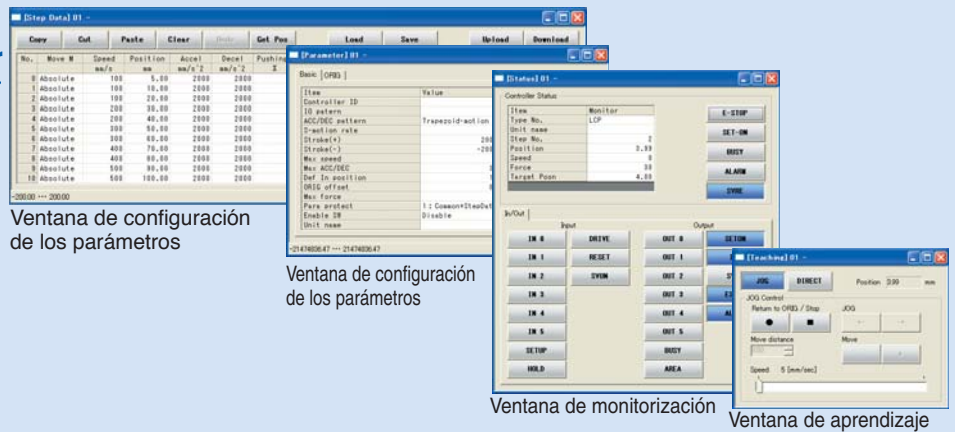 [Step Data] 01 -
Copy Cut Paste Clear Get Pos Load Save Upload Download
No. Move M Speed Position Accel Decel Pushing
mm/s mm mm/s^2 mm/s^2 %
0 Absolute 100 5.00 2000 2000
1 Absolute 100 10.00 2000 2000
2 Absolute 100 20.00 2000 2000
3 Absolute 200 30.00 2000 2000
4 Absolute 200 40.00 2000 2000
5 Absolute 300 50.00 2000 2000
6 Absolute 300 60.00 2000 2000
7 Absolute 400 70.00 2000 2000
8 Absolute 400 80.00 2000 2000
9 Absolute 500 90.00 2000 2000
10 Absolute 500 100.00 2000 2000
-200.00 --- 200.00
Ventana de configuración
de los parámetros
[Parameter] 01 -
Basic ORIG
Item Value
Controller ID
IO patern
ACC/DEC pattern Trapezoid-motion
S-motion rate
Stroke(+) 200
Stroke(-) -200
Max speed
Max ACC/DEC
Def In position
ORIG offset
Max force
Para protect 1: Common+StepDat
Enable SW Disable
Unit name
-21474836.47 --- 21474836.47
Ventana de configuración
de los parámetros
[Status] 01 -
Controller Status
Item Monitor
Type No. LCP
Unit name
Step No. 2
Position 3.99
Speed 0
Force 30
Target Posn 4.00
E-STOP
SET-ON
BUSY
ALARM
SVRE
In/Out
Input Output
IN 0 DRIVE OUT 0 SETON
IN 1 RESET OUT 1
IN 2 SVON OUT 2
IN 3 OUT 3
IN 4 OUT 4
IN 5 OUT 5
SETUP BUSY
HOLD AREA
Ventana de monitorización
[Teaching] 01 -
JOG DIRECT Position 3.99 mm
JOG Control
Return to ORIG / Stop JOG
Move distance Move
Speed 5 [mm/sec]
Ventana de aprendizaje